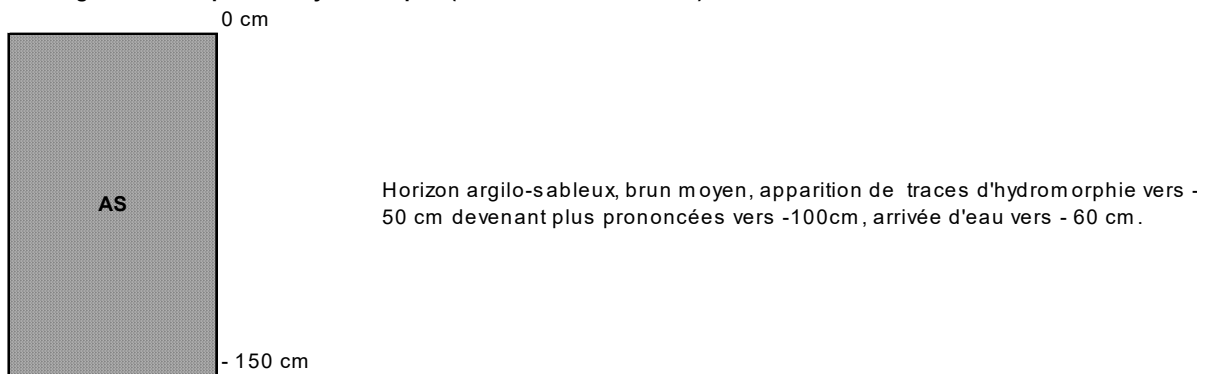 0 cm
AS
Horizon argilo-sableux, brun moyen, apparition de traces d'hydromorphie vers -
50 cm devenant plus prononcées vers -100cm, arrivée d'eau vers - 60 cm.
- 150 cm